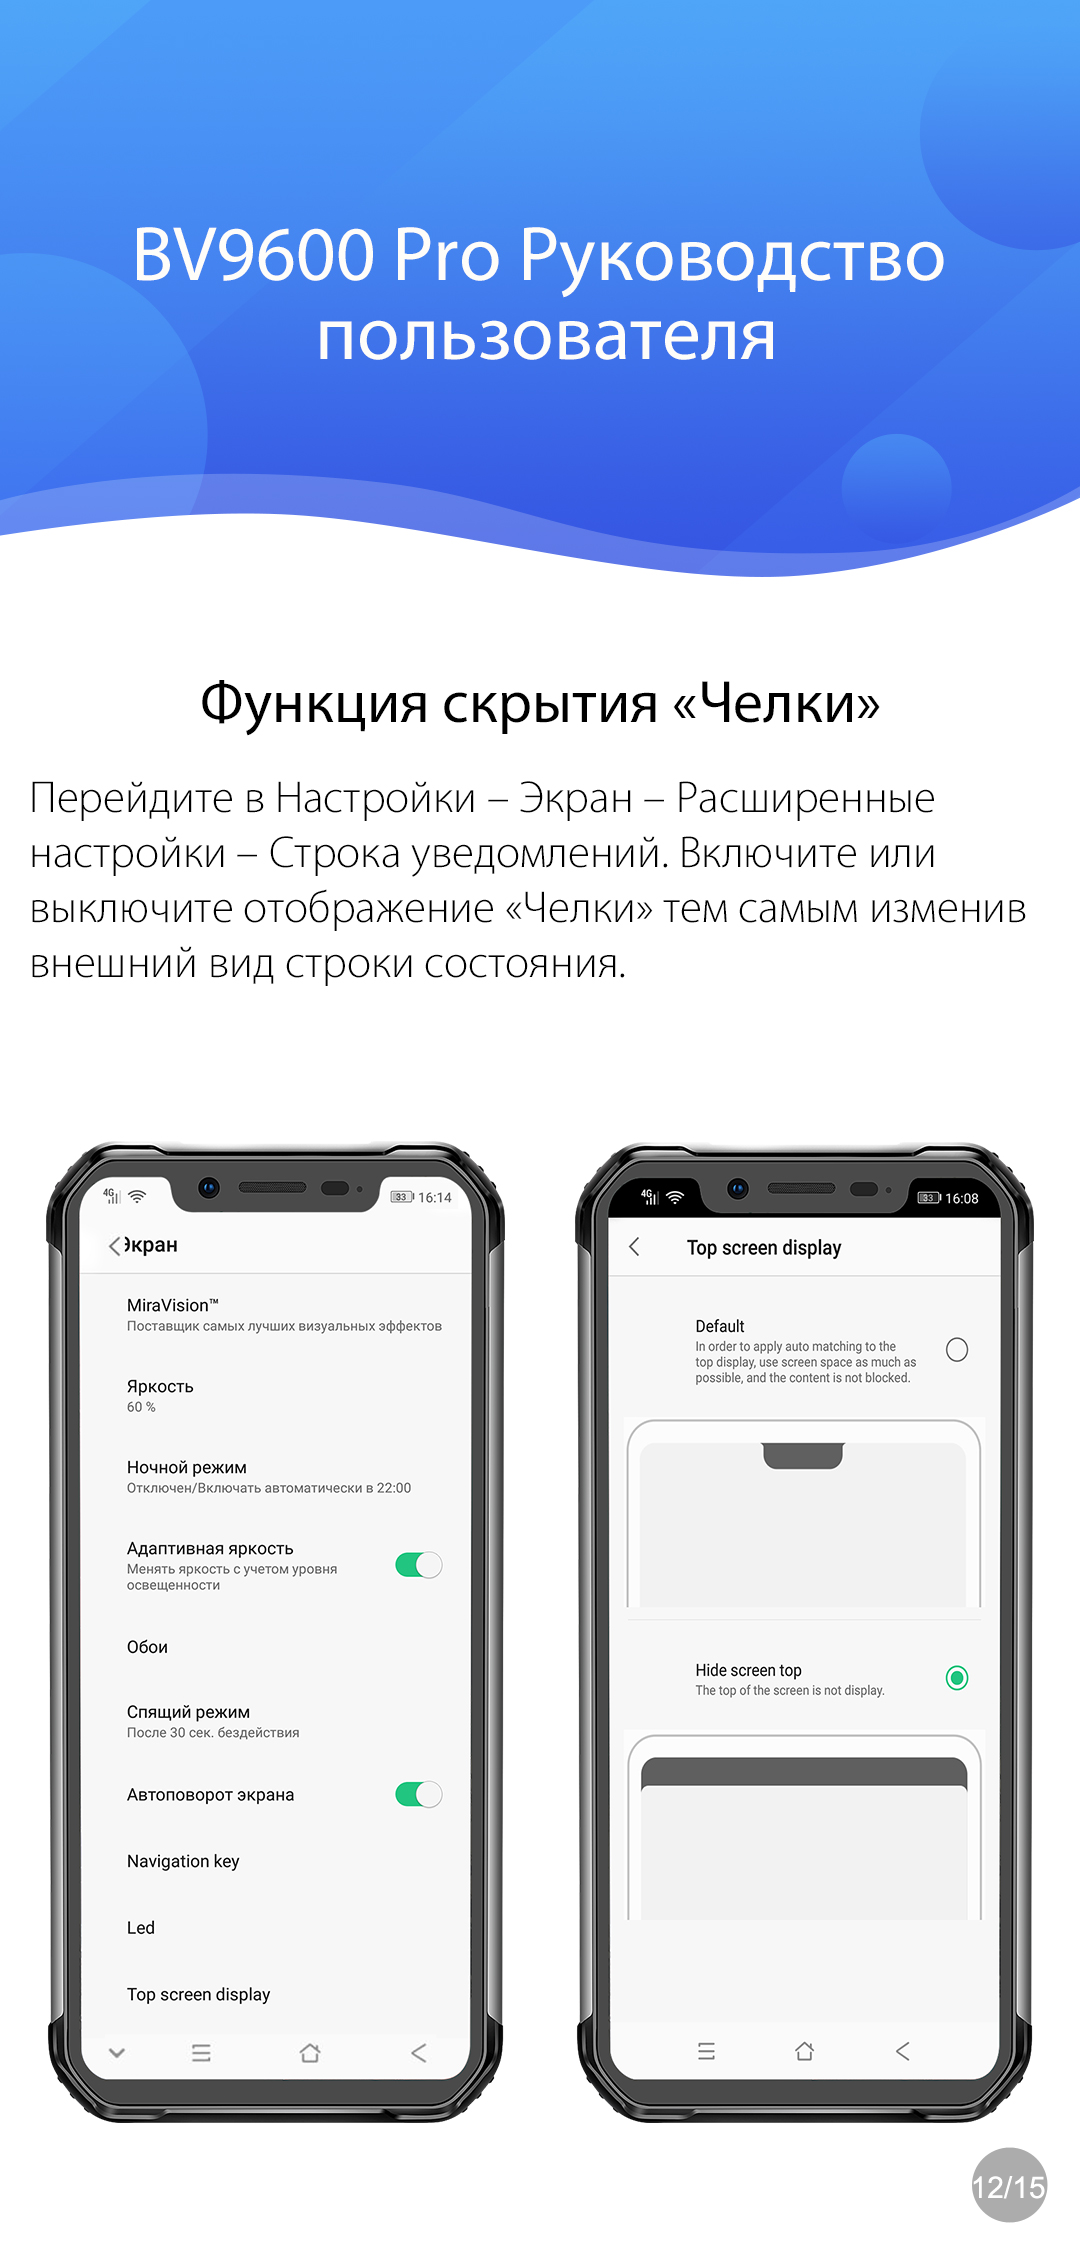 BV9600 Pro Руководство
пользователя
Функция скрытия «Челки»
Перейдите в Настройки – Экран – Расширенные
настройки – Строка уведомлений. Включите или
выключите отображение «Челки» тем самым изменив
внешний вид строки состояния.
4G 33 16:14
Экран
MiraVision™
Поставщик самых лучших визуальных эффектов
Яркость
60 %
Ночной режим
Отключен/Включать автоматически в 22:00
Адаптивная яркость
Менять яркость с учетом уровня
освещенности
Обои
Спящий режим
После 30 сек. бездействия
Автоповорот экрана
Navigation key
Led
Top screen display
4G 33 16:08
Top screen display
Default
In order to apply auto matching to the
top display, use screen space as much as
possible, and the content is not blocked.
Hide screen top
The top of the screen is not display.
12/15